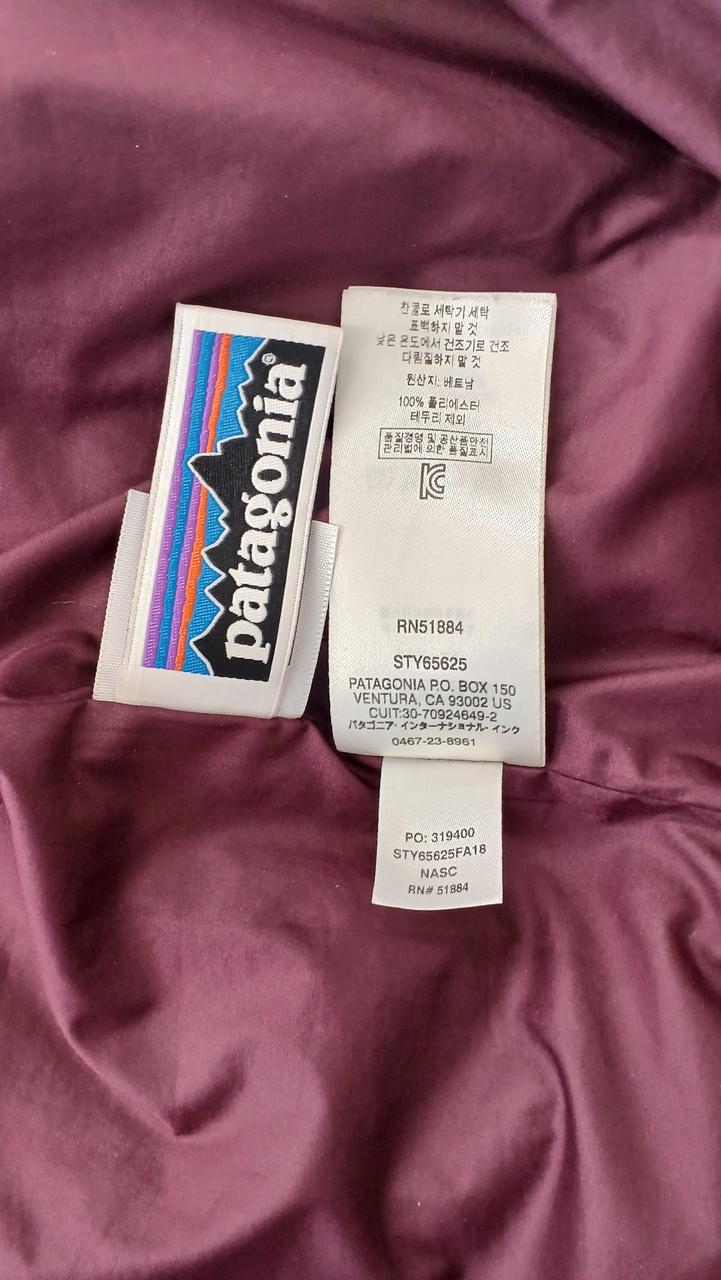 patagonia®
찬물로 세탁기 세탁
표백하지 말 것
낮은 온도에서 건조기로 건조
다림질하지 말 것
원산지: 베트남
100% 폴리에스터
테두리 제외
품질경영 및 공산품안전
관리법에 의한 품질표시
RN51884
STY65625
PATAGONIA P.O. BOX 150
VENTURA, CA 93002 US
CUIT:30-70924649-2
パタゴニア・インターナショナル・インク
0467-23-8961
PO: 319400
STY65625FA18
NASC
RN# 51884